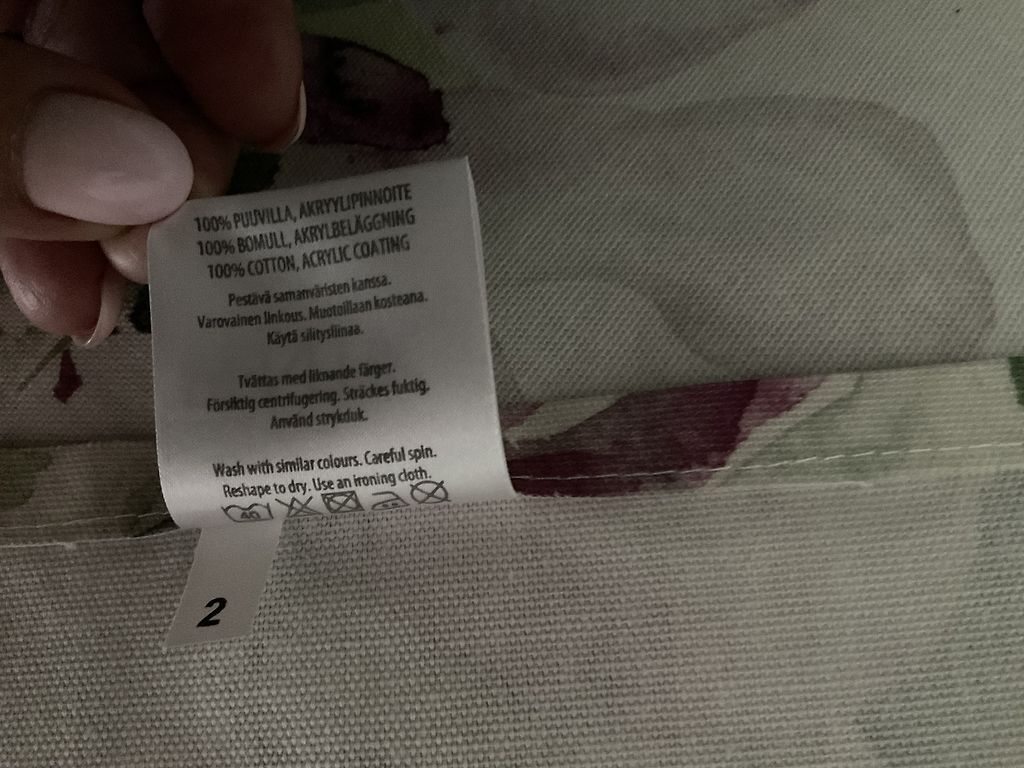 100% PUUVILLA, AKRYYLIPINNOITE
100% BOMULL, AKRYLBELÄGGNING
100% COTTON, ACRYLIC COATING
Pestävä samanväristen kanssa.
Varovainen linkous. Muotoillaan kosteana.
Käytä silitysliinaa.
Tvättas med liknande färger.
Försiktig centrifugering. Sträckes fuktig.
Använd strykduk.
Wash with similar colours. Careful spin.
Reshape to dry. Use an ironing cloth.
40
2